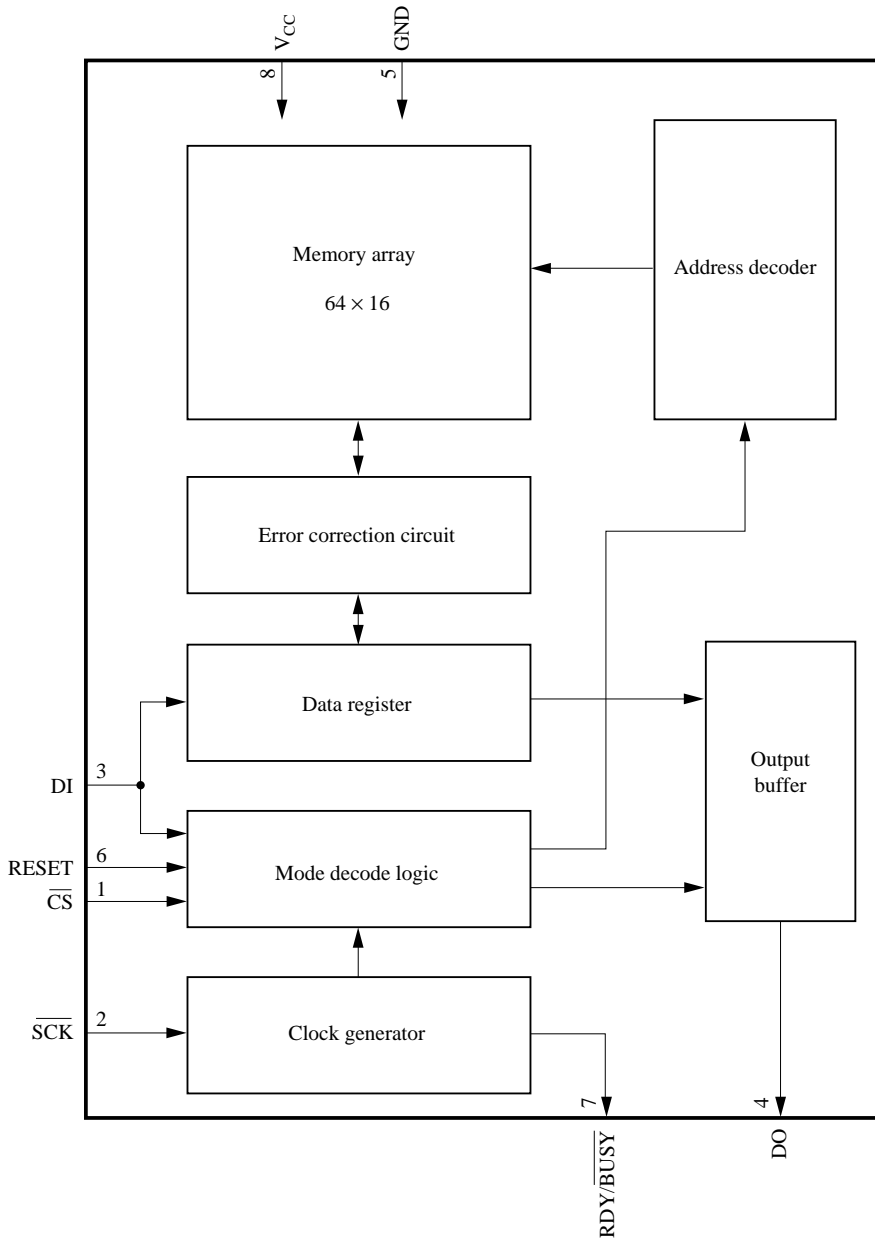 VCC
GND
8
5
Memory array
64 × 16
Address decoder
Error correction circuit
Data register
Output
buffer
DI
3
RESET
6
CS
1
Mode decode logic
SCK
2
Clock generator
7
4
RDY/BUSY
DO